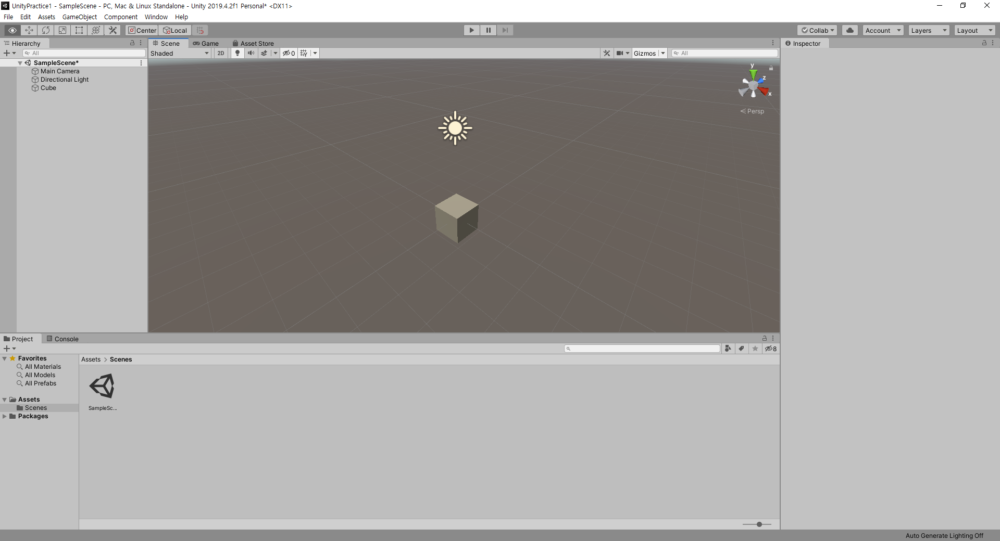 UnityPractice1 - SampleScene - PC, Mac & Linux Standalone - Unity 2019.4.2f1 Personal* <DX11>
File Edit Assets GameObject Component Window Help
Center Local Collab Account Layers Layout
Hierarchy
All
SampleScene*
Main Camera
Directional Light
Cube
Scene Game Asset Store
Shaded 2D 0 Gizmos All
y
z
x
Persp
Inspector
Project Console
8
Favorites
All Materials
All Models
All Prefabs
Assets
Scenes
Packages
Assets > Scenes
SampleSc...
Auto Generate Lighting Off